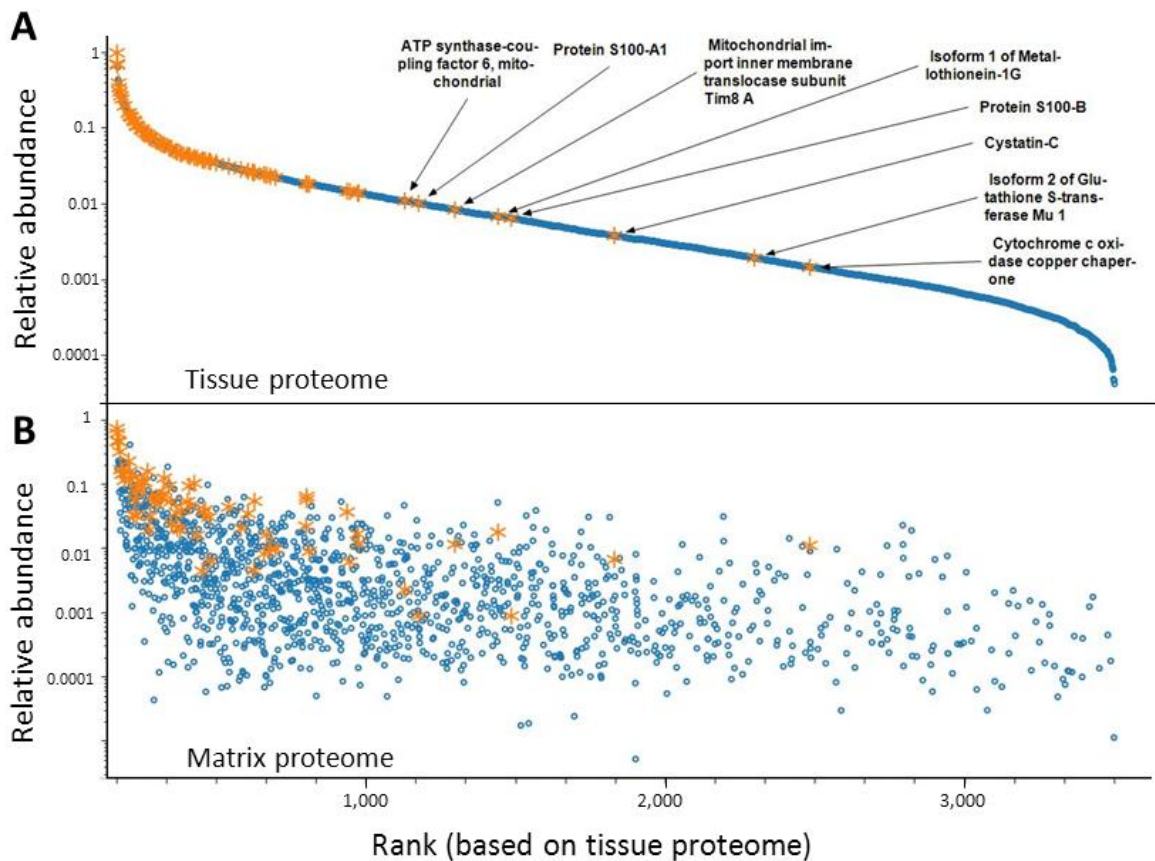 A
ATP synthase-cou-
pling factor 6, mito-
chondrial
Protein S100-A1
Mitochondrial im-
port inner membrane
translocase subunit
Tim8 A
Isoform 1 of Metal-
lothionein-1G
Protein S100-B
Cystatin-C
Isoform 2 of Glu-
tathione S-trans-
ferase Mu 1
Cytochrome c oxi-
dase copper chaper-
one
Relative abundance
1
0.1
0.01
0.001
0.0001
Tissue proteome
B
Relative abundance
1
0.1
0.01
0.001
0.0001
Matrix proteome
1,000
2,000
3,000
Rank (based on tissue proteome)